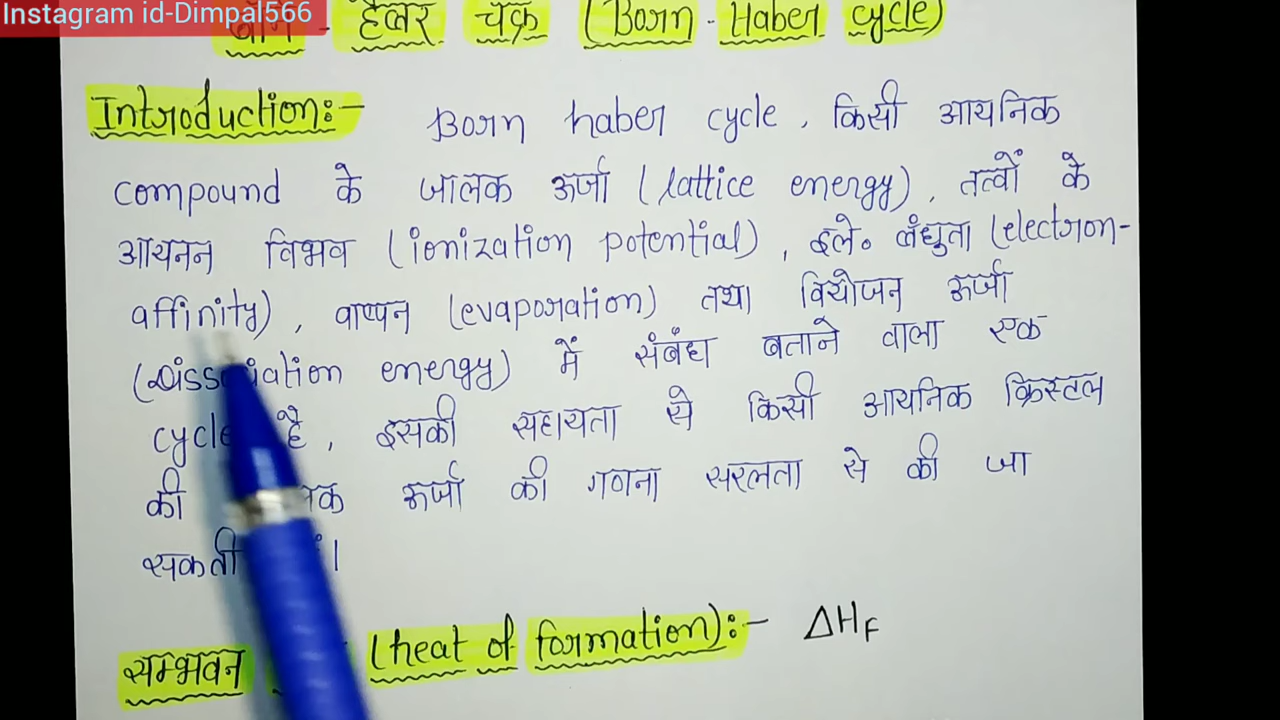 Instagram id-Dimpal566
बॉर्न - हैबर चक्र (Born - Haber cycle)
Introduction:- Born haber cycle, किसी आयनिक
compound के जालक ऊर्जा (lattice energy), तत्वों के
आयनन विभव (ionization potential), इले० बंधुता (electron-
affinity), वाष्पन (evaporation) तथा वियोजन ऊर्जा
(Dissociation energy) में संबंध बताने वाला एक
cycle है, इसकी सहायता से किसी आयनिक क्रिस्टल
की ऊर्जा की गणना सरलता से की जा
सकती
सम्भवन (heat of formation):- ΔHF